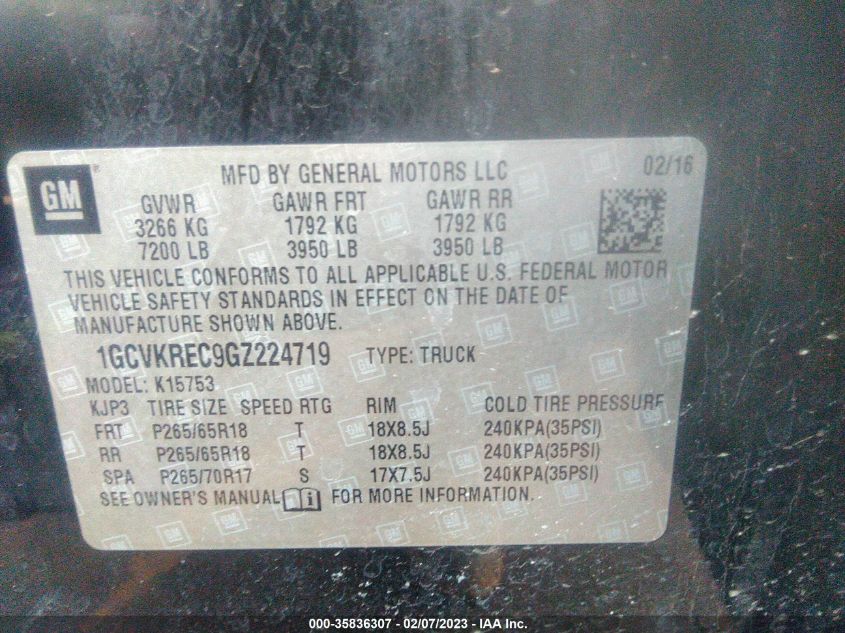 GM ® MFD BY GENERAL MOTORS LLC 02/16
GVWR GAWR FRT GAWR RR
3266 KG 1792 KG 1792 KG
7200 LB 3950 LB 3950 LB
THIS VEHICLE CONFORMS TO ALL APPLICABLE U.S. FEDERAL MOTOR
VEHICLE SAFETY STANDARDS IN EFFECT ON THE DATE OF
MANUFACTURE SHOWN ABOVE.
1GCVKREC9GZ224719 TYPE: TRUCK
MODEL: K15753
KJP3 TIRE SIZE SPEED RTG RIM COLD TIRE PRESSURE
FRT P265/65R18 T 18X8.5J 240KPA(35PSI)
RR P265/65R18 T 18X8.5J 240KPA(35PSI)
SPA P265/70R17 S 17X7.5J 240KPA(35PSI)
SEE OWNER'S MANUAL FOR MORE INFORMATION.
000-35836307 - 02/07/2023 - IAA Inc.